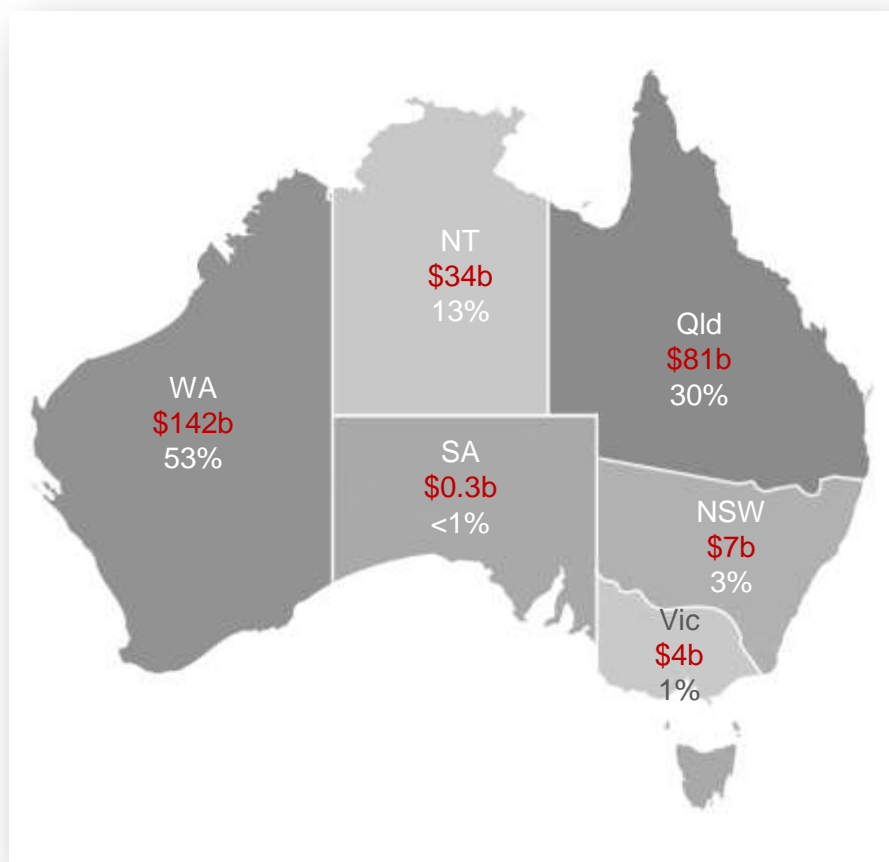 NT
$34b
13%
Qld
$81b
30%
WA
$142b
53%
SA
$0.3b
<1%
NSW
$7b
3%
Vic
$4b
1%